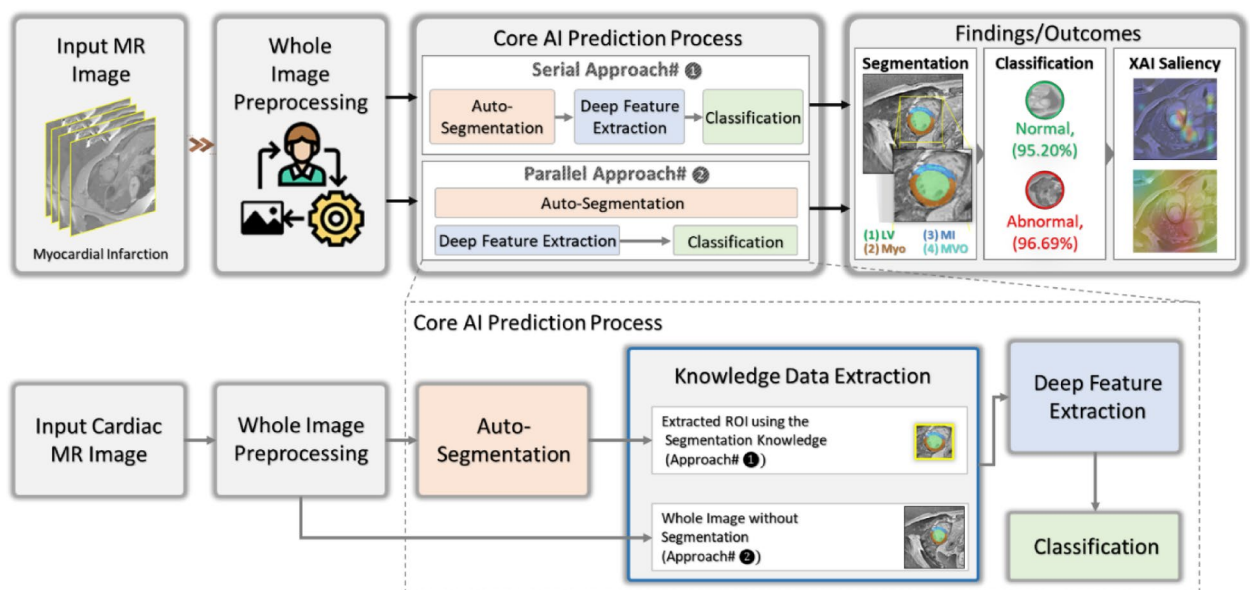 Input MR
Image
Myocardial Infarction
Whole
Image
Preprocessing
Core AI Prediction Process
Serial Approach# ❶
Auto-
Segmentation
Deep Feature
Extraction
Classification
Parallel Approach# ❷
Auto-Segmentation
Deep Feature Extraction
Classification
Findings/Outcomes
Segmentation
(1) LV
(3) MI
(2) Myo
(4) MVO
Classification
Normal,
(95.20%)
Abnormal,
(96.69%)
XAI Saliency
Core AI Prediction Process
Input Cardiac
MR Image
Whole Image
Preprocessing
Auto-
Segmentation
Knowledge Data Extraction
Extracted ROI using the
Segmentation Knowledge
(Approach# ❶)
Whole Image without
Segmentation
(Approach# ❷)
Deep Feature
Extraction
Classification